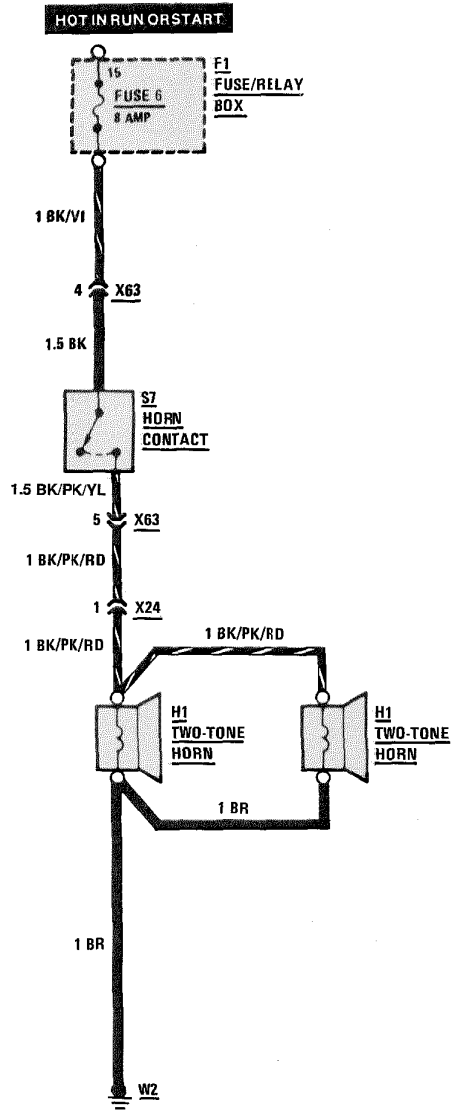 HOT IN RUN OR START
15
F1
FUSE/RELAY
BOX
FUSE 6
8 AMP
1 BK/VI
4 X63
1.5 BK
S7
HORN
CONTACT
1.5 BK/PK/YL
5 X63
1 BK/PK/RD
1 X24
1 BK/PK/RD
1 BK/PK/RD
H1
TWO-TONE
HORN
H1
TWO-TONE
HORN
1 BR
1 BR
W2